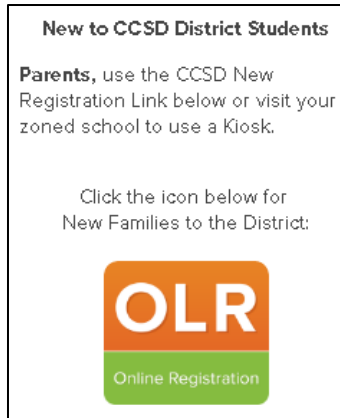 New to CCSD District Students
Parents, use the CCSD New
Registration Link below or visit your
zoned school to use a Kiosk.
Click the icon below for
New Families to the District:
OLR
Online Registration